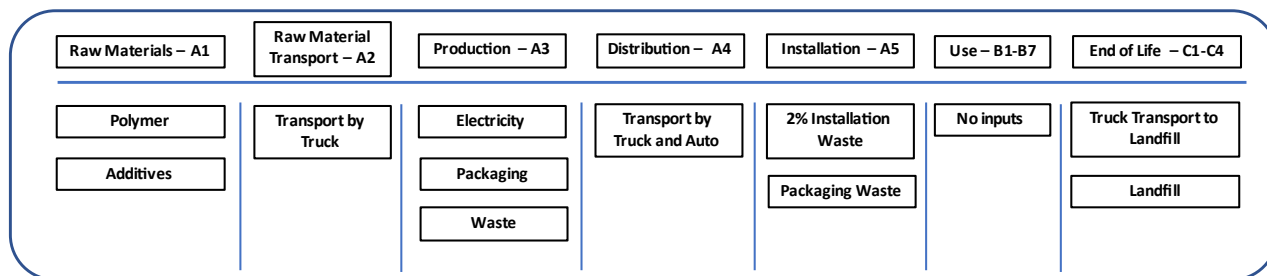 Raw Materials – A1
Raw Material
Transport – A2
Production – A3
Distribution – A4
Installation – A5
Use – B1-B7
End of Life – C1-C4
Polymer
Additives
Transport by
Truck
Electricity
Packaging
Waste
Transport by
Truck and Auto
2% Installation
Waste
Packaging Waste
No inputs
Truck Transport to
Landfill
Landfill